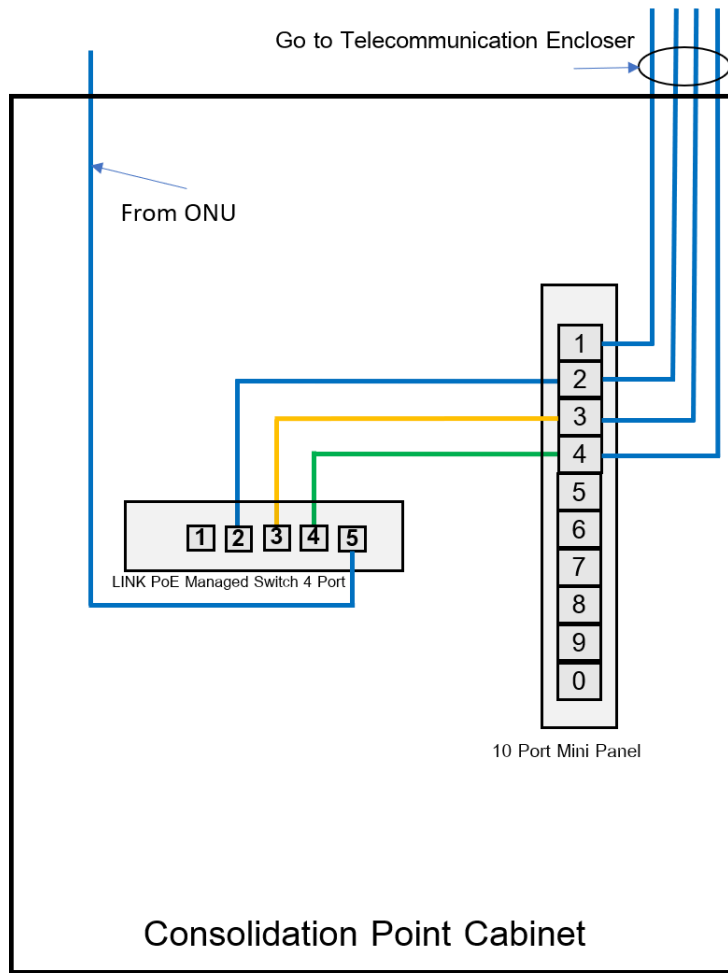 Go to Telecommunication Encloser
From ONU
1
2
3
4
5
6
7
8
9
0
1 2 3 4 5
LINK PoE Managed Switch 4 Port
10 Port Mini Panel
Consolidation Point Cabinet